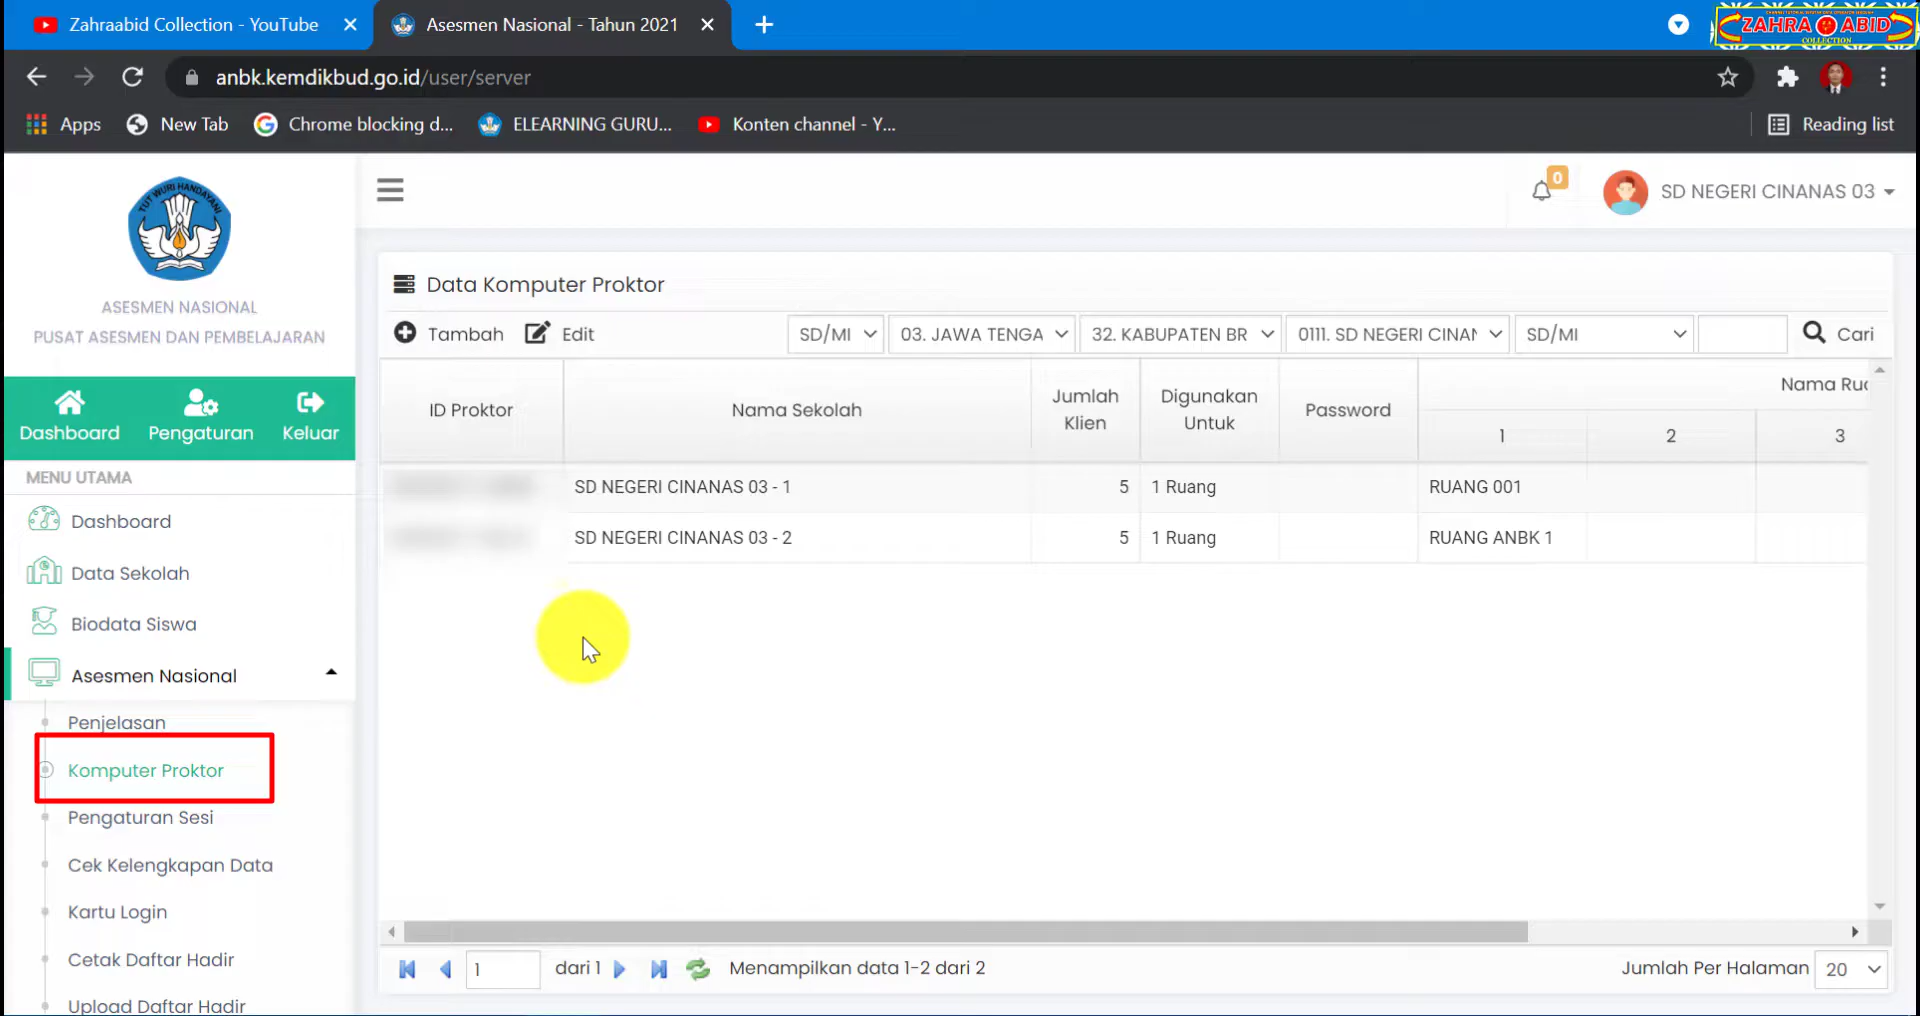 Zahraabid Collection - YouTube
Asesmen Nasional - Tahun 2021
ZAHRA ABID
COLLECTION
anbk.kemdikbud.go.id/user/server
Apps
New Tab
Chrome blocking d...
ELEARNING GURU...
Konten channel - Y...
Reading list
TUT WURI HANDAYANI
ASESMEN NASIONAL
PUSAT ASESMEN DAN PEMBELAJARAN
0
SD NEGERI CINANAS 03
Dashboard
Pengaturan
Keluar
MENU UTAMA
Dashboard
Data Sekolah
Biodata Siswa
Asesmen Nasional
Penjelasan
Komputer Proktor
Pengaturan Sesi
Cek Kelengkapan Data
Kartu Login
Cetak Daftar Hadir
Upload Daftar Hadir
Data Komputer Proktor
Tambah
Edit
SD/MI
03. JAWA TENGA
32. KABUPATEN BR
0111. SD NEGERI CINAN
SD/MI
Cari
ID Proktor
Nama Sekolah
Jumlah Klien
Digunakan Untuk
Password
Nama Rua
1
2
3
SD NEGERI CINANAS 03 - 1
5
1 Ruang
RUANG 001
SD NEGERI CINANAS 03 - 2
5
1 Ruang
RUANG ANBK 1
1
dari 1
Menampilkan data 1-2 dari 2
Jumlah Per Halaman
20